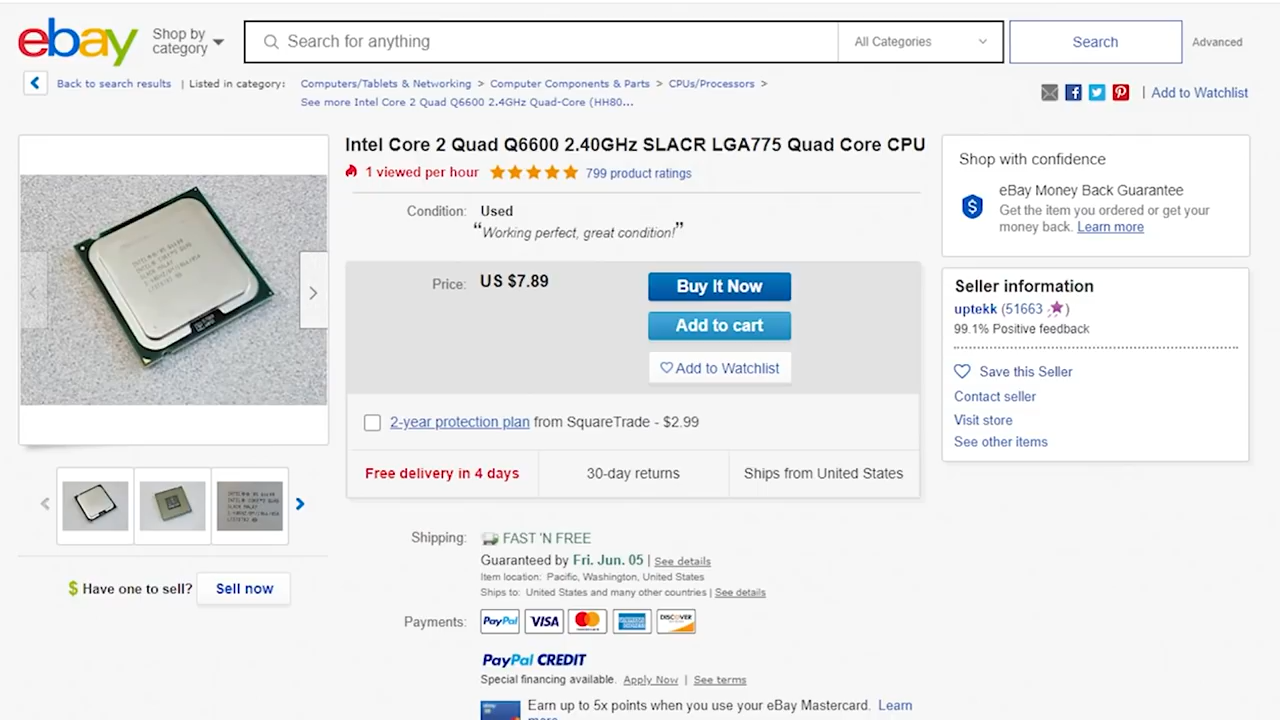 ebay
Shop by
category
Search for anything
All Categories
Search
Advanced
Back to search results | Listed in category:
Computers/Tablets & Networking > Computer Components & Parts > CPUs/Processors >
See more Intel Core 2 Quad Q6600 2.4GHz Quad-Core (HH80...
| Add to Watchlist
Intel Core 2 Quad Q6600 2.40GHz SLACR LGA775 Quad Core CPU
1 viewed per hour
799 product ratings
Condition: Used
“Working perfect, great condition!”
Price: US $7.89
Buy It Now
Add to cart
Add to Watchlist
2-year protection plan from SquareTrade - $2.99
Free delivery in 4 days
30-day returns
Ships from United States
Shop with confidence
eBay Money Back Guarantee
Get the item you ordered or get your
money back. Learn more
Seller information
uptekk (51663)
99.1% Positive feedback
Save this Seller
Contact seller
Visit store
See other items
$ Have one to sell? Sell now
Shipping: FAST 'N FREE
Guaranteed by Fri. Jun. 05 | See details
Item location: Pacific, Washington, United States
Ships to: United States and many other countries | See details
Payments: PayPal VISA DISCOVER
PayPal CREDIT
Special financing available. Apply Now | See terms
Earn up to 5x points when you use your eBay Mastercard. Learn
more